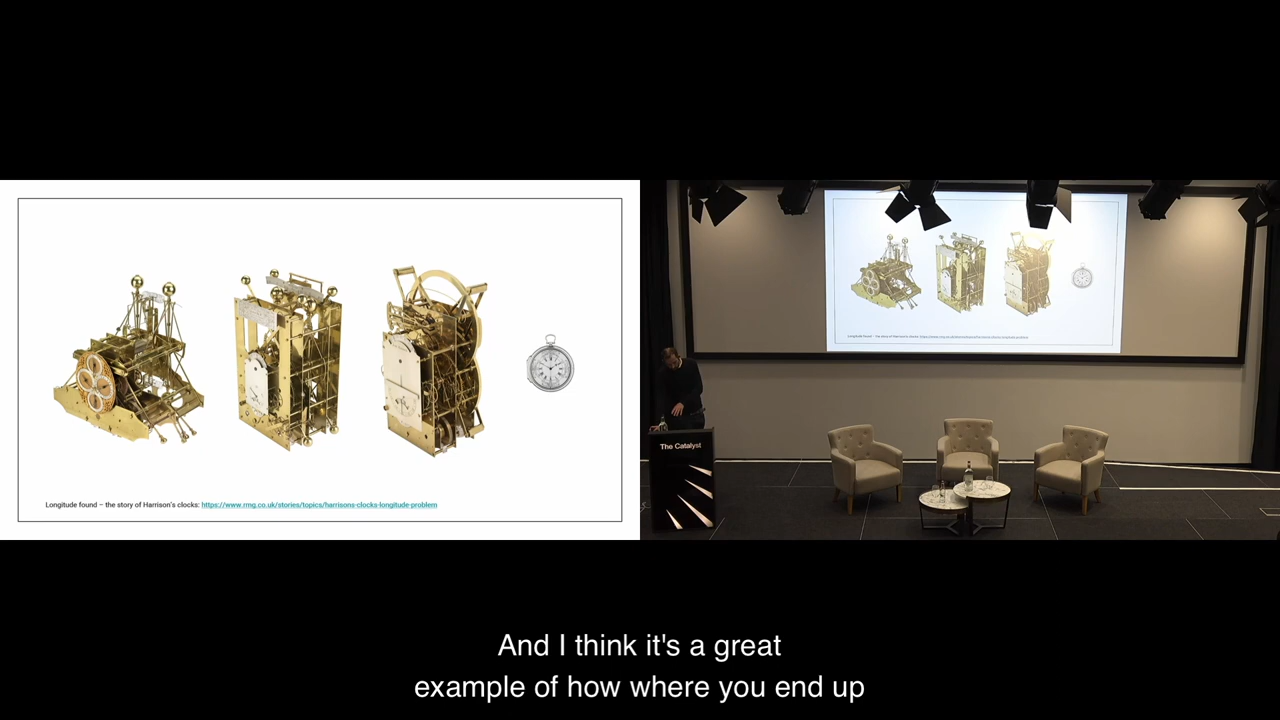 Longitude found – the story of Harrison's clocks: https://www.rmg.co.uk/stories/topics/harrisons-clocks-longitude-problem
The Catalyst
And I think it's a great
example of how where you end up